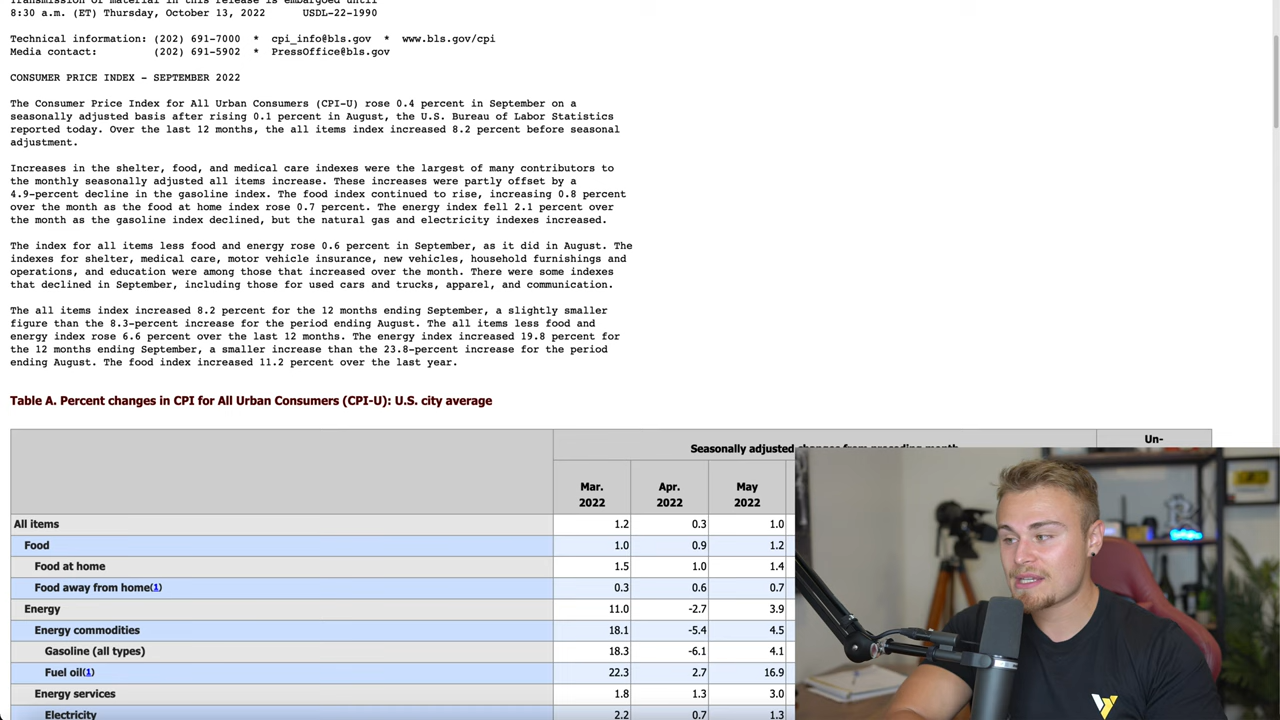 Transmission of material in this release is embargoed until
8:30 a.m. (ET) Thursday, October 13, 2022 USDL-22-1990
Technical information: (202) 691-7000 * cpi_info@bls.gov * www.bls.gov/cpi
Media contact: (202) 691-5902 * PressOffice@bls.gov
CONSUMER PRICE INDEX – SEPTEMBER 2022
The Consumer Price Index for All Urban Consumers (CPI-U) rose 0.4 percent in September on a
seasonally adjusted basis after rising 0.1 percent in August, the U.S. Bureau of Labor Statistics
reported today. Over the last 12 months, the all items index increased 8.2 percent before seasonal
adjustment.
Increases in the shelter, food, and medical care indexes were the largest of many contributors to
the monthly seasonally adjusted all items increase. These increases were partly offset by a
4.9-percent decline in the gasoline index. The food index continued to rise, increasing 0.8 percent
over the month as the food at home index rose 0.7 percent. The energy index fell 2.1 percent over
the month as the gasoline index declined, but the natural gas and electricity indexes increased.
The index for all items less food and energy rose 0.6 percent in September, as it did in August. The
indexes for shelter, medical care, motor vehicle insurance, new vehicles, household furnishings and
operations, and education were among those that increased over the month. There were some indexes
that declined in September, including those for used cars and trucks, apparel, and communication.
The all items index increased 8.2 percent for the 12 months ending September, a slightly smaller
figure than the 8.3-percent increase for the period ending August. The all items less food and
energy index rose 6.6 percent over the last 12 months. The energy index increased 19.8 percent for
the 12 months ending September, a smaller increase than the 23.8-percent increase for the period
ending August. The food index increased 11.2 percent over the last year.
Table A. Percent changes in CPI for All Urban Consumers (CPI-U): U.S. city average
Seasonally adjusted changes from preceding month
Un-
Mar. 2022 Apr. 2022 May 2022
All items 1.2 0.3 1.0
Food 1.0 0.9 1.2
Food at home 1.5 1.0 1.4
Food away from home(1) 0.3 0.6 0.7
Energy 11.0 -2.7 3.9
Energy commodities 18.1 -5.4 4.5
Gasoline (all types) 18.3 -6.1 4.1
Fuel oil(1) 22.3 2.7 16.9
Energy services 1.8 1.3 3.0
Electricity 2.2 0.7 1.3